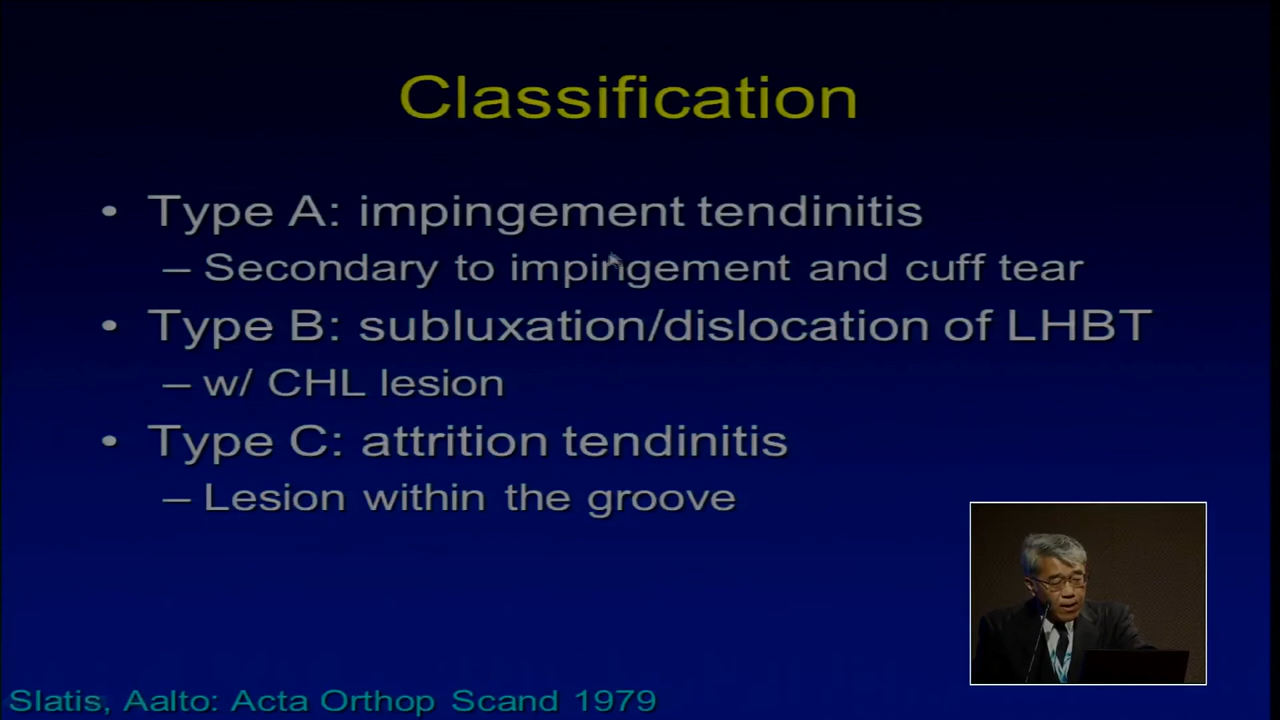 Classification
• Type A: impingement tendinitis
– Secondary to impingement and cuff tear
• Type B: subluxation/dislocation of LHBT
– w/ CHL lesion
• Type C: attrition tendinitis
– Lesion within the groove
Slatis, Aalto: Acta Orthop Scand 1979